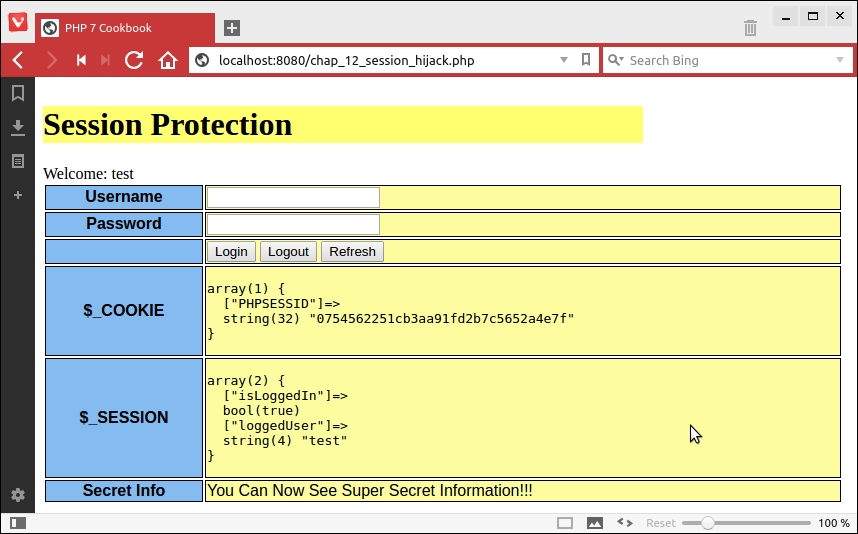 PHP 7 Cookbook
localhost:8080/chap_12_session_hijack.php
Search Bing
Session Protection
Welcome: test
Username
Password
Login Logout Refresh
$_COOKIE
array(1) {
["PHPSESSID"]=>
string(32) "0754562251cb3aa91fd2b7c5652a4e7f"
}
$_SESSION
array(2) {
["isLoggedIn"]=>
bool(true)
["loggedUser"]=>
string(4) "test"
}
Secret Info You Can Now See Super Secret Information!!!
Reset 100 %